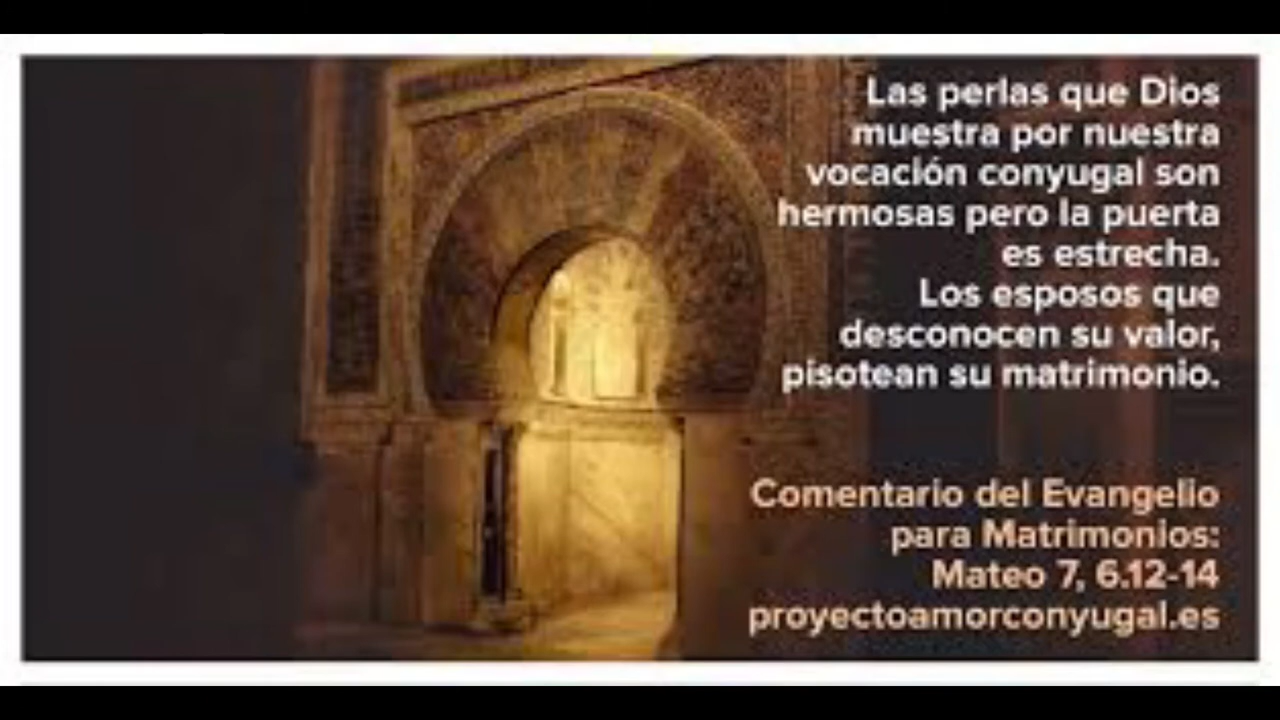 Las perlas que Dios
muestra por nuestra
vocación conyugal son
hermosas pero la puerta
es estrecha.
Los esposos que
desconocen su valor,
pisotean su matrimonio.
Comentario del Evangelio
para Matrimonios:
Mateo 7, 6.12-14
proyectoamorconyugal.es